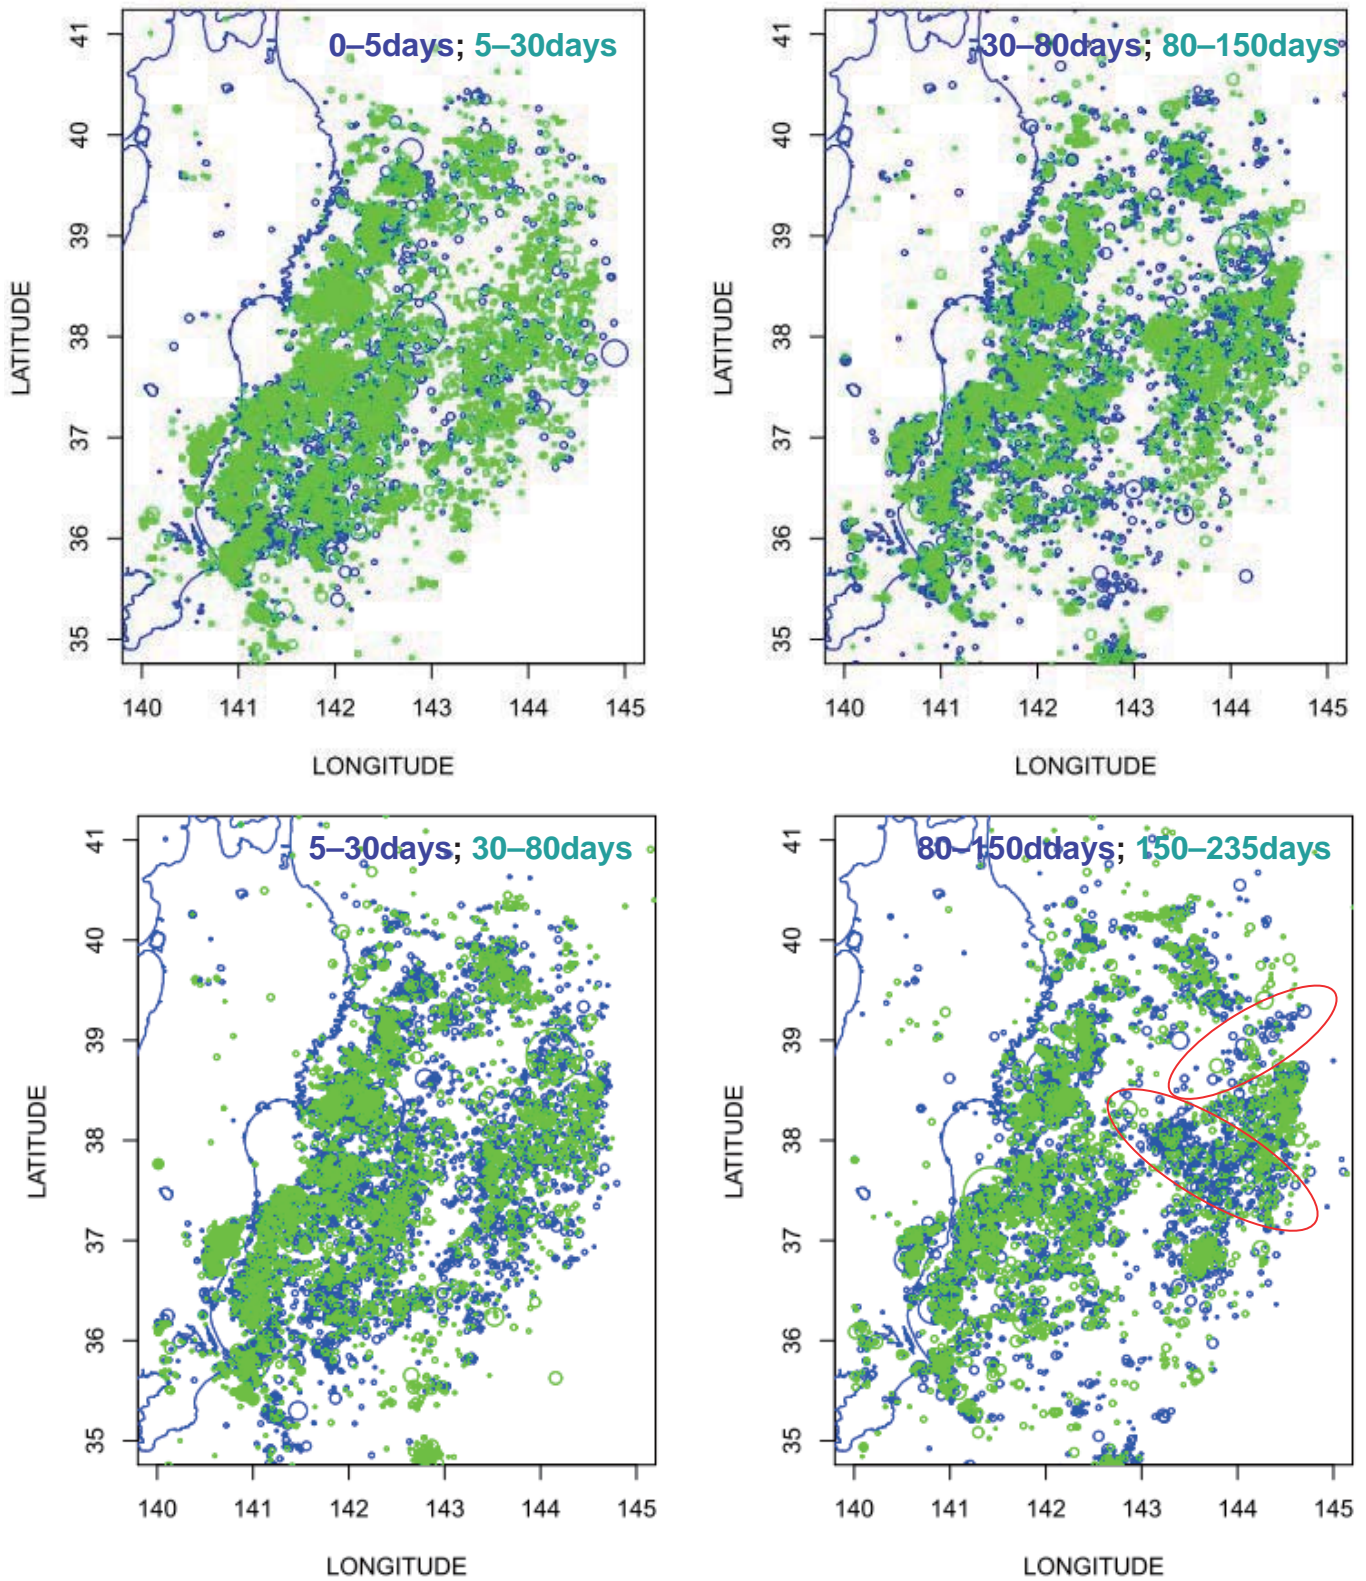 0–5days; 5–30days
41
40
39
38
37
36
35
LATITUDE
140 141 142 143 144 145
LONGITUDE
30–80days; 80–150days
41
40
39
38
37
36
35
LATITUDE
140 141 142 143 144 145
LONGITUDE
5–30days; 30–80days
41
40
39
38
37
36
35
LATITUDE
140 141 142 143 144 145
LONGITUDE
80–150ddays; 150–235days
41
40
39
38
37
36
35
LATITUDE
140 141 142 143 144 145
LONGITUDE